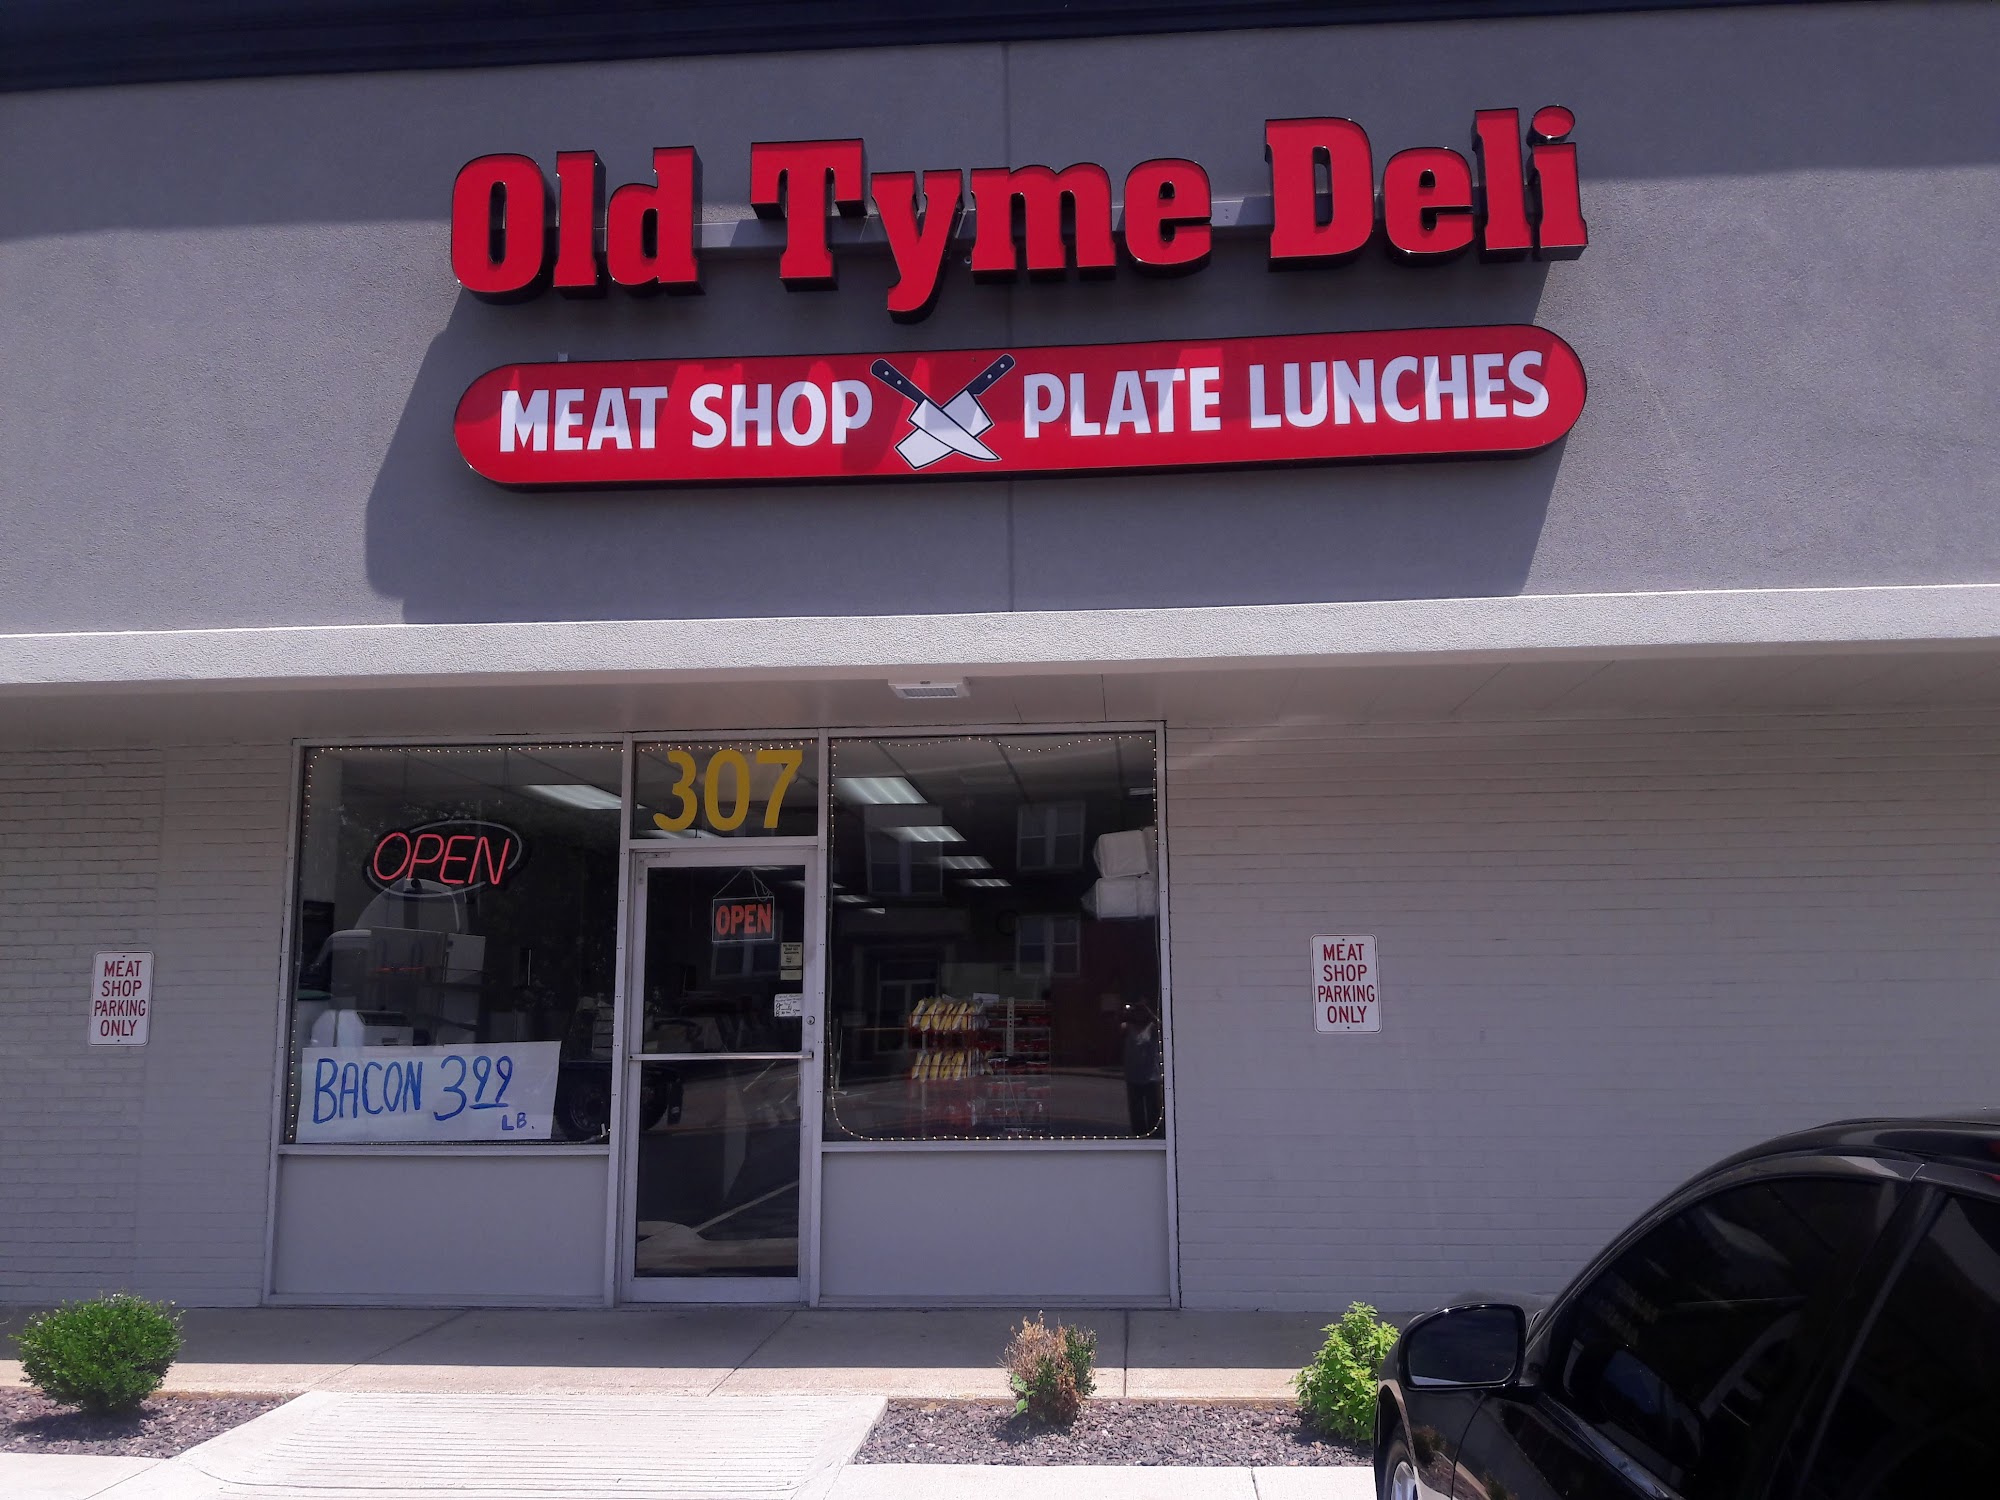 Old Tyme Deli
MEAT SHOP PLATE LUNCHES
307
OPEN
OPEN
MEAT
SHOP
PARKING
ONLY
MEAT
SHOP
PARKING
ONLY
BACON 399
LB.